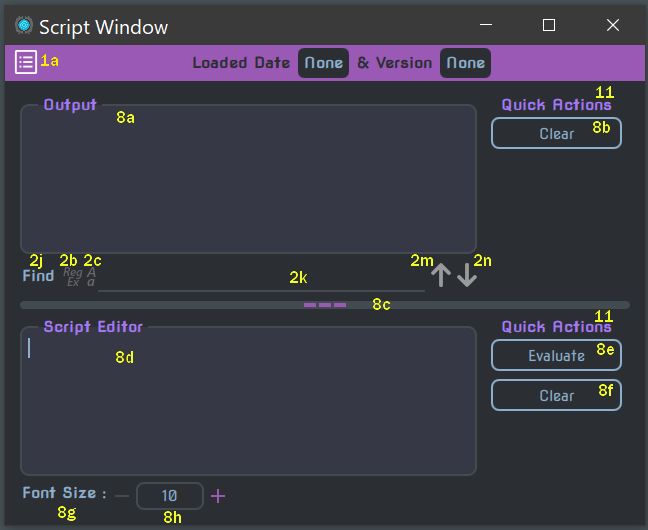 Script Window
1a Loaded Date None & Version None
11
Output Quick Actions
8a Clear 8b
2j 2b 2c 2m 2n
Find Reg Ex A a 2k
8c
11
Script Editor Quick Actions
8d Evaluate 8e
Clear 8f
Font Size : — 10 +
8g 8h